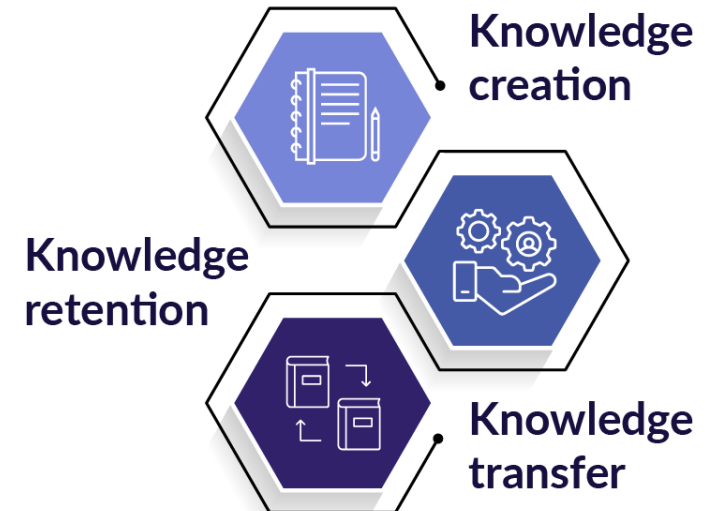 Knowledge
creation
Knowledge
retention
Knowledge
transfer